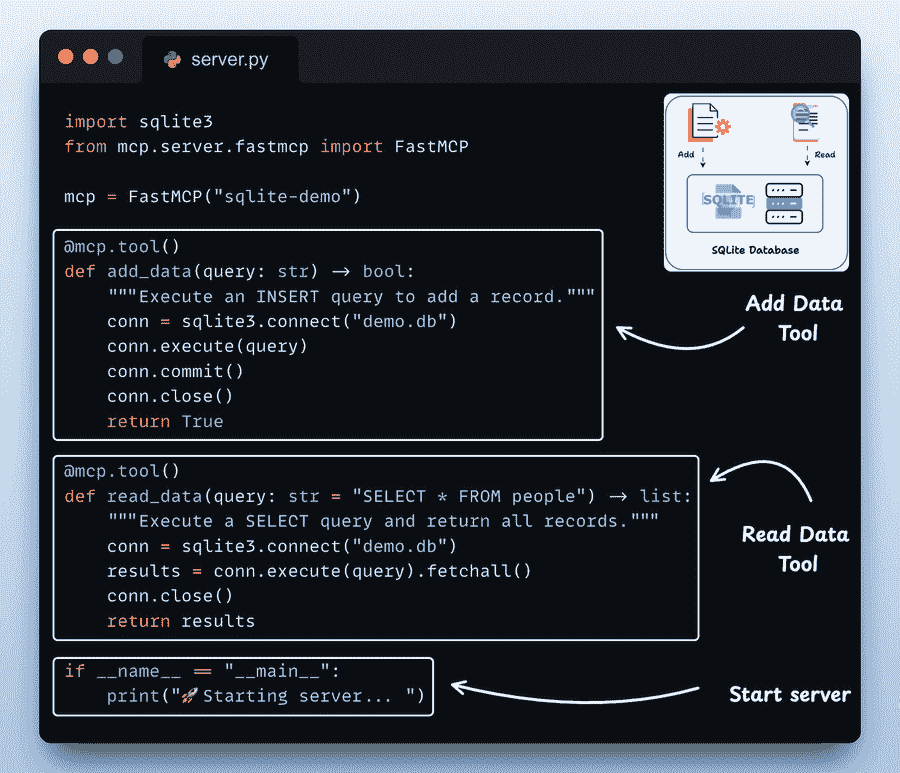 server.py
import sqlite3
from mcp.server.fastmcp import FastMCP
mcp = FastMCP("sqlite-demo")
@mcp.tool()
def add_data(query: str) → bool:
    """Execute an INSERT query to add a record."""
    conn = sqlite3.connect("demo.db")
    conn.execute(query)
    conn.commit()
    conn.close()
    return True
@mcp.tool()
def read_data(query: str = "SELECT * FROM people") → list:
    """Execute a SELECT query and return all records."""
    conn = sqlite3.connect("demo.db")
    results = conn.execute(query).fetchall()
    conn.close()
    return results
if __name__ == "__main__":
    print("🚀Starting server... ")
Add
Read
SQLITE
SQLite Database
Add Data
Tool
Read Data
Tool
Start server